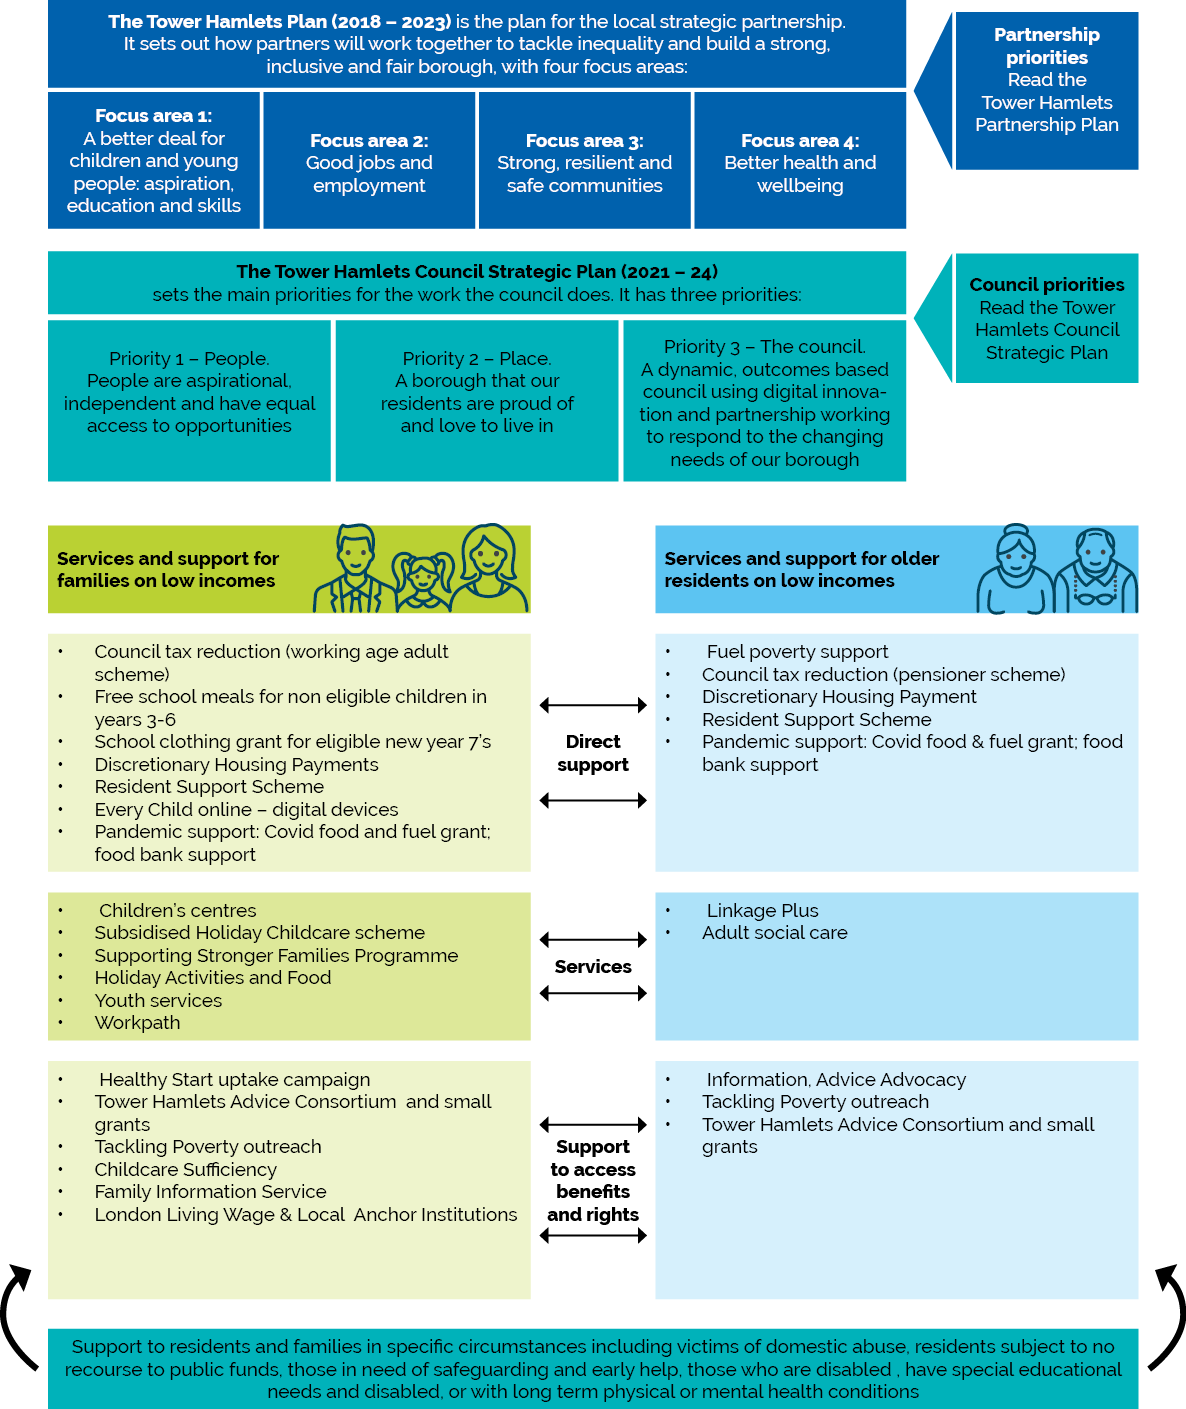 The Tower Hamlets Plan (2018 – 2023) is the plan for the local strategic partnership.
It sets out how partners will work together to tackle inequality and build a strong,
inclusive and fair borough, with four focus areas:
Partnership
priorities
Read the
Tower Hamlets
Partnership Plan
Focus area 1:
A better deal for
children and young
people: aspiration,
education and skills
Focus area 2:
Good jobs and
employment
Focus area 3:
Strong, resilient and
safe communities
Focus area 4:
Better health and
wellbeing
The Tower Hamlets Council Strategic Plan (2021 – 24)
sets the main priorities for the work the council does. It has three priorities:
Council priorities
Read the Tower
Hamlets Council
Strategic Plan
Priority 1 – People.
People are aspirational,
independent and have equal
access to opportunities
Priority 2 – Place.
A borough that our
residents are proud of
and love to live in
Priority 3 – The council.
A dynamic, outcomes based
council using digital innova-
tion and partnership working
to respond to the changing
needs of our borough
Services and support for
families on low incomes
Services and support for older
residents on low incomes
• Council tax reduction (working age adult
scheme)
• Free school meals for non eligible children in
years 3-6
• School clothing grant for eligible new year 7's
• Discretionary Housing Payments
• Resident Support Scheme
• Every Child online – digital devices
• Pandemic support: Covid food and fuel grant;
food bank support
Direct
support
• Fuel poverty support
• Council tax reduction (pensioner scheme)
• Discretionary Housing Payment
• Resident Support Scheme
• Pandemic support: Covid food & fuel grant; food
bank support
• Children's centres
• Subsidised Holiday Childcare scheme
• Supporting Stronger Families Programme
• Holiday Activities and Food
• Youth services
• Workpath
Services
• Linkage Plus
• Adult social care
• Healthy Start uptake campaign
• Tower Hamlets Advice Consortium and small
grants
• Tackling Poverty outreach
• Childcare Sufficiency
• Family Information Service
• London Living Wage & Local Anchor Institutions
Support
to access
benefits
and rights
• Information, Advice Advocacy
• Tackling Poverty outreach
• Tower Hamlets Advice Consortium and small
grants
Support to residents and families in specific circumstances including victims of domestic abuse, residents subject to no
recourse to public funds, those in need of safeguarding and early help, those who are disabled , have special educational
needs and disabled, or with long term physical or mental health conditions